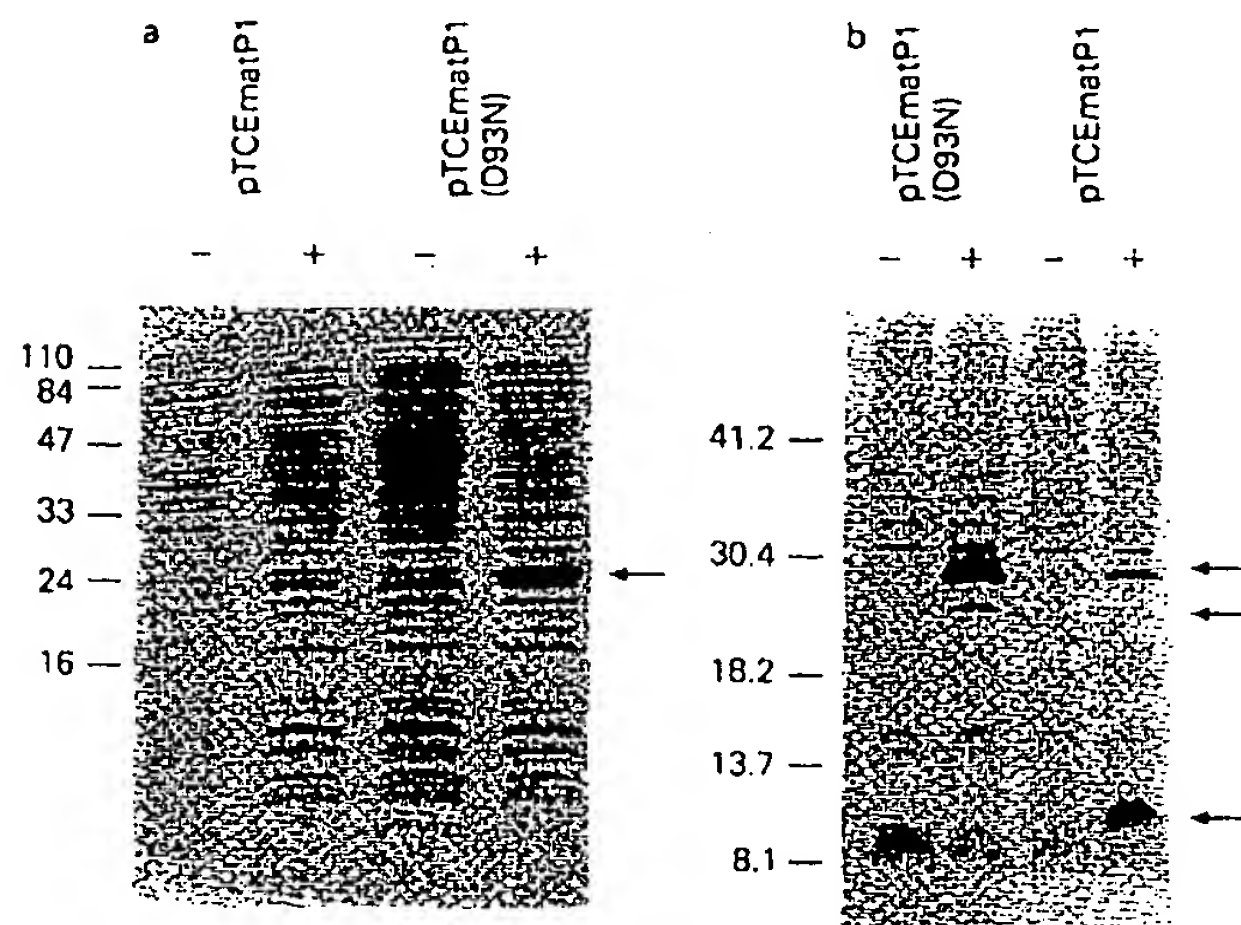 a
pTCEmatP1
pTCEmatP1
(D93N)
− + − +
110
84
47
33
24
16
b
pTCEmatP1
(D93N)
pTCEmatP1
− + − +
41.2
30.4
18.2
13.7
8.1